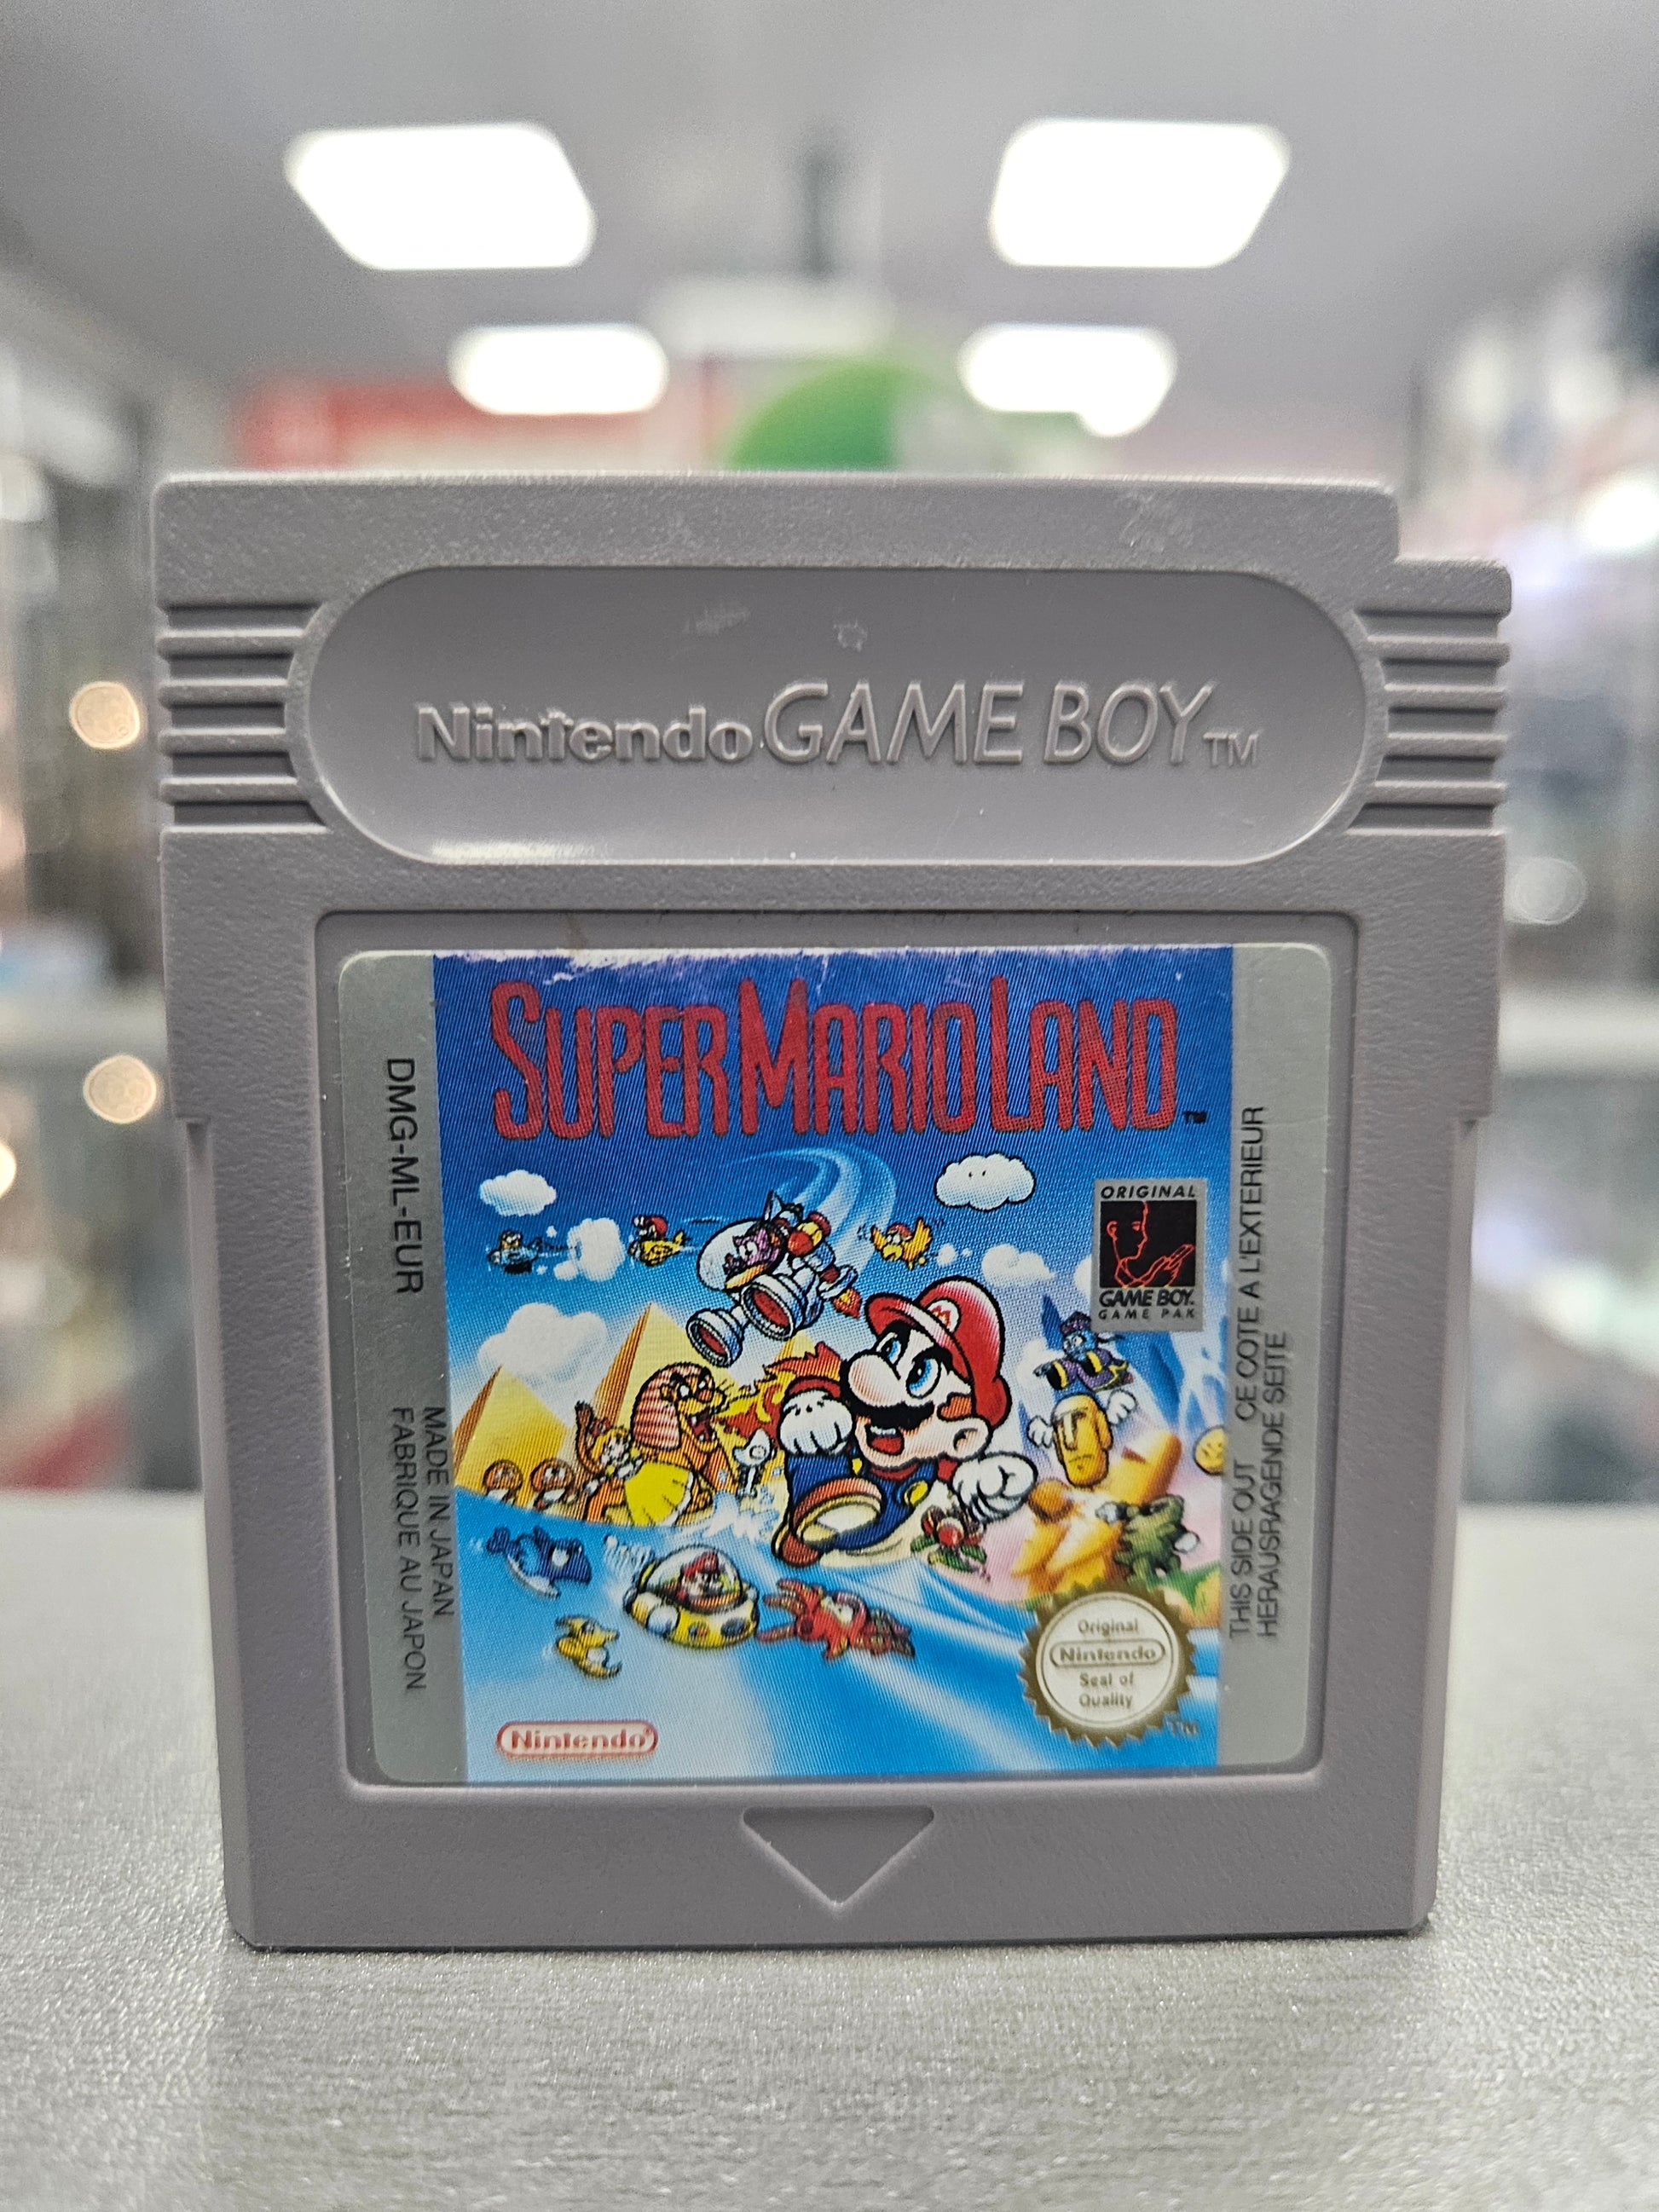 Nintendo GAME BOY TM
SUPER MARIO LAND TM
DMG-ML-EUR
MADE IN JAPAN
FABRIQUE AU JAPON
ORIGINAL
GAME BOY
GAME PAK
THIS SIDE OUT CE COTE A L'EXTERIEUR
HERAUSRAGENDE SEITE
Original
Nintendo
Seal of
Quality
TM
Nintendo®